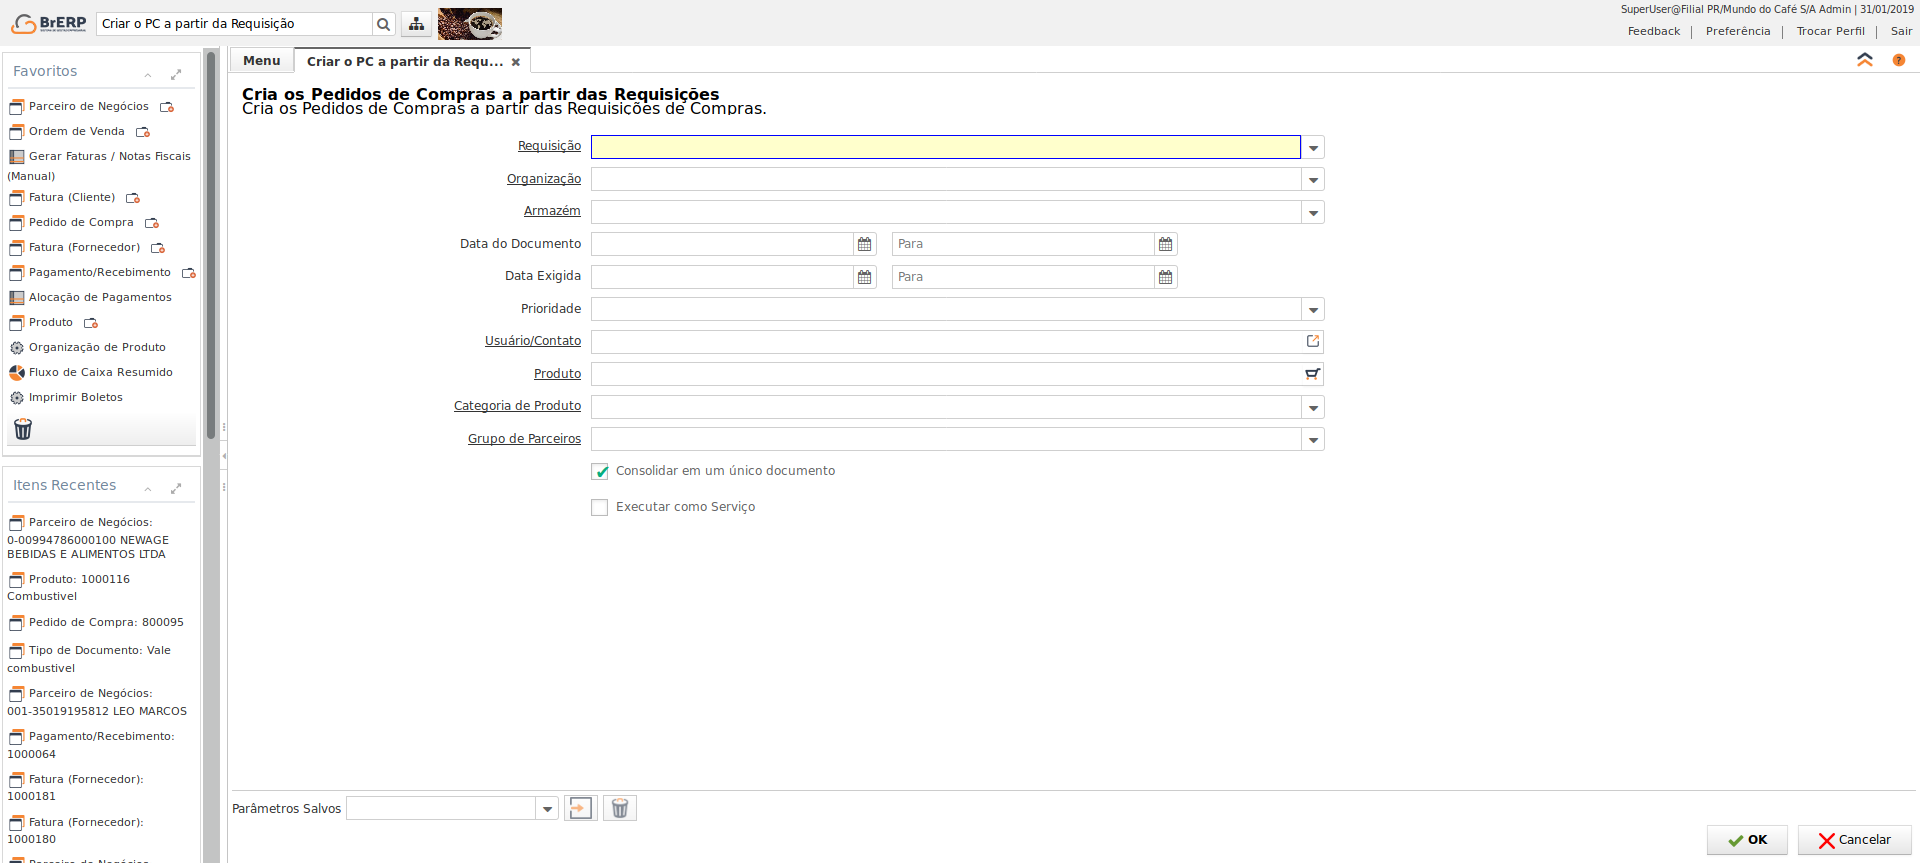 BrERP
Criar o PC a partir da Requisição
SuperUser@Filial PR/Mundo do Café S/A Admin | 31/01/2019
Feedback | Preferência | Trocar Perfil | Sair
Favoritos
Parceiro de Negócios
Ordem de Venda
Gerar Faturas / Notas Fiscais
(Manual)
Fatura (Cliente)
Pedido de Compra
Fatura (Fornecedor)
Pagamento/Recebimento
Alocação de Pagamentos
Produto
Organização de Produto
Fluxo de Caixa Resumido
Imprimir Boletos
Itens Recentes
Parceiro de Negócios:
0-00994786000100 NEWAGE
BEBIDAS E ALIMENTOS LTDA
Produto: 1000116
Combustivel
Pedido de Compra: 800095
Tipo de Documento: Vale
combustivel
Parceiro de Negócios:
001-35019195812 LEO MARCOS
Pagamento/Recebimento:
1000064
Fatura (Fornecedor):
1000181
Fatura (Fornecedor):
1000180
Parceiro de Negócios
Menu
Criar o PC a partir da Requ...
Cria os Pedidos de Compras a partir das Requisições
Cria os Pedidos de Compras a partir das Requisições de Compras.
Requisição
Organização
Armazém
Data do Documento Para
Data Exigida Para
Prioridade
Usuário/Contato
Produto
Categoria de Produto
Grupo de Parceiros
Consolidar em um único documento
Executar como Serviço
Parâmetros Salvos
OK
Cancelar